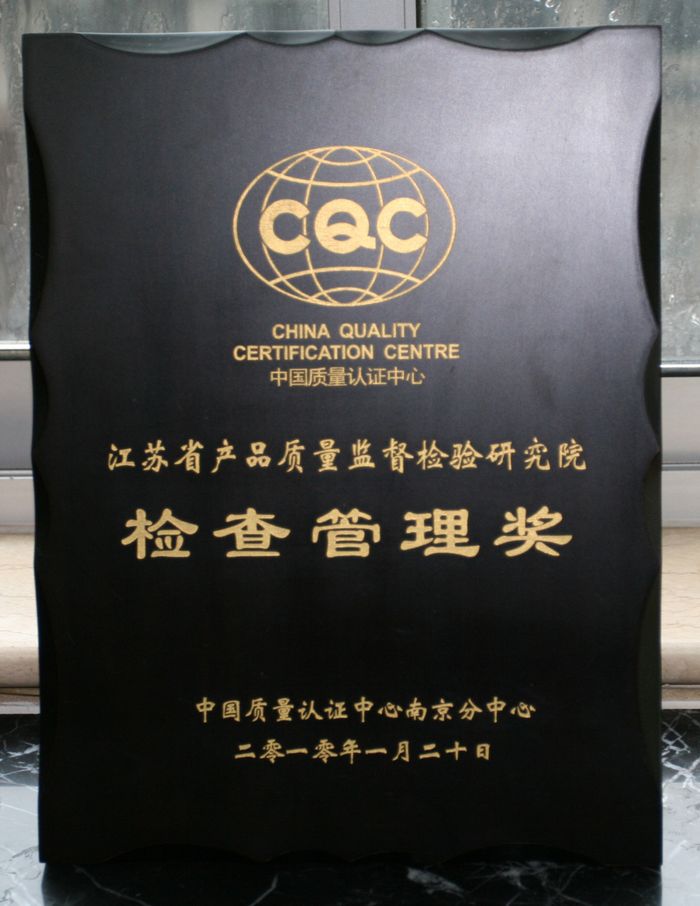 CQC
CHINA QUALITY
CERTIFICATION CENTRE
中国质量认证中心
江苏省产品质量监督检验研究院
检查管理奖
中国质量认证中心南京分中心
二零一零年一月二十日